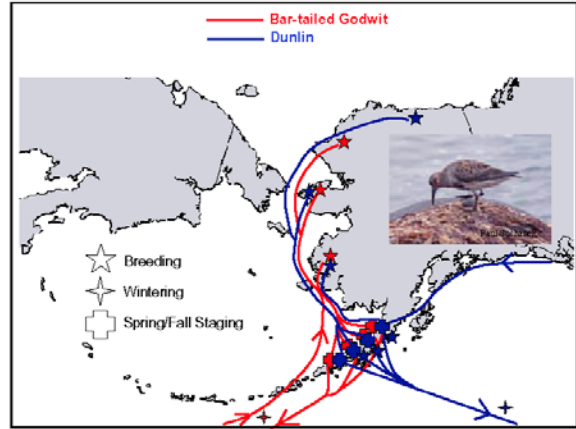 Bar-tailed Godwit
Dunlin
Breeding
Wintering
Spring/Fall Staging